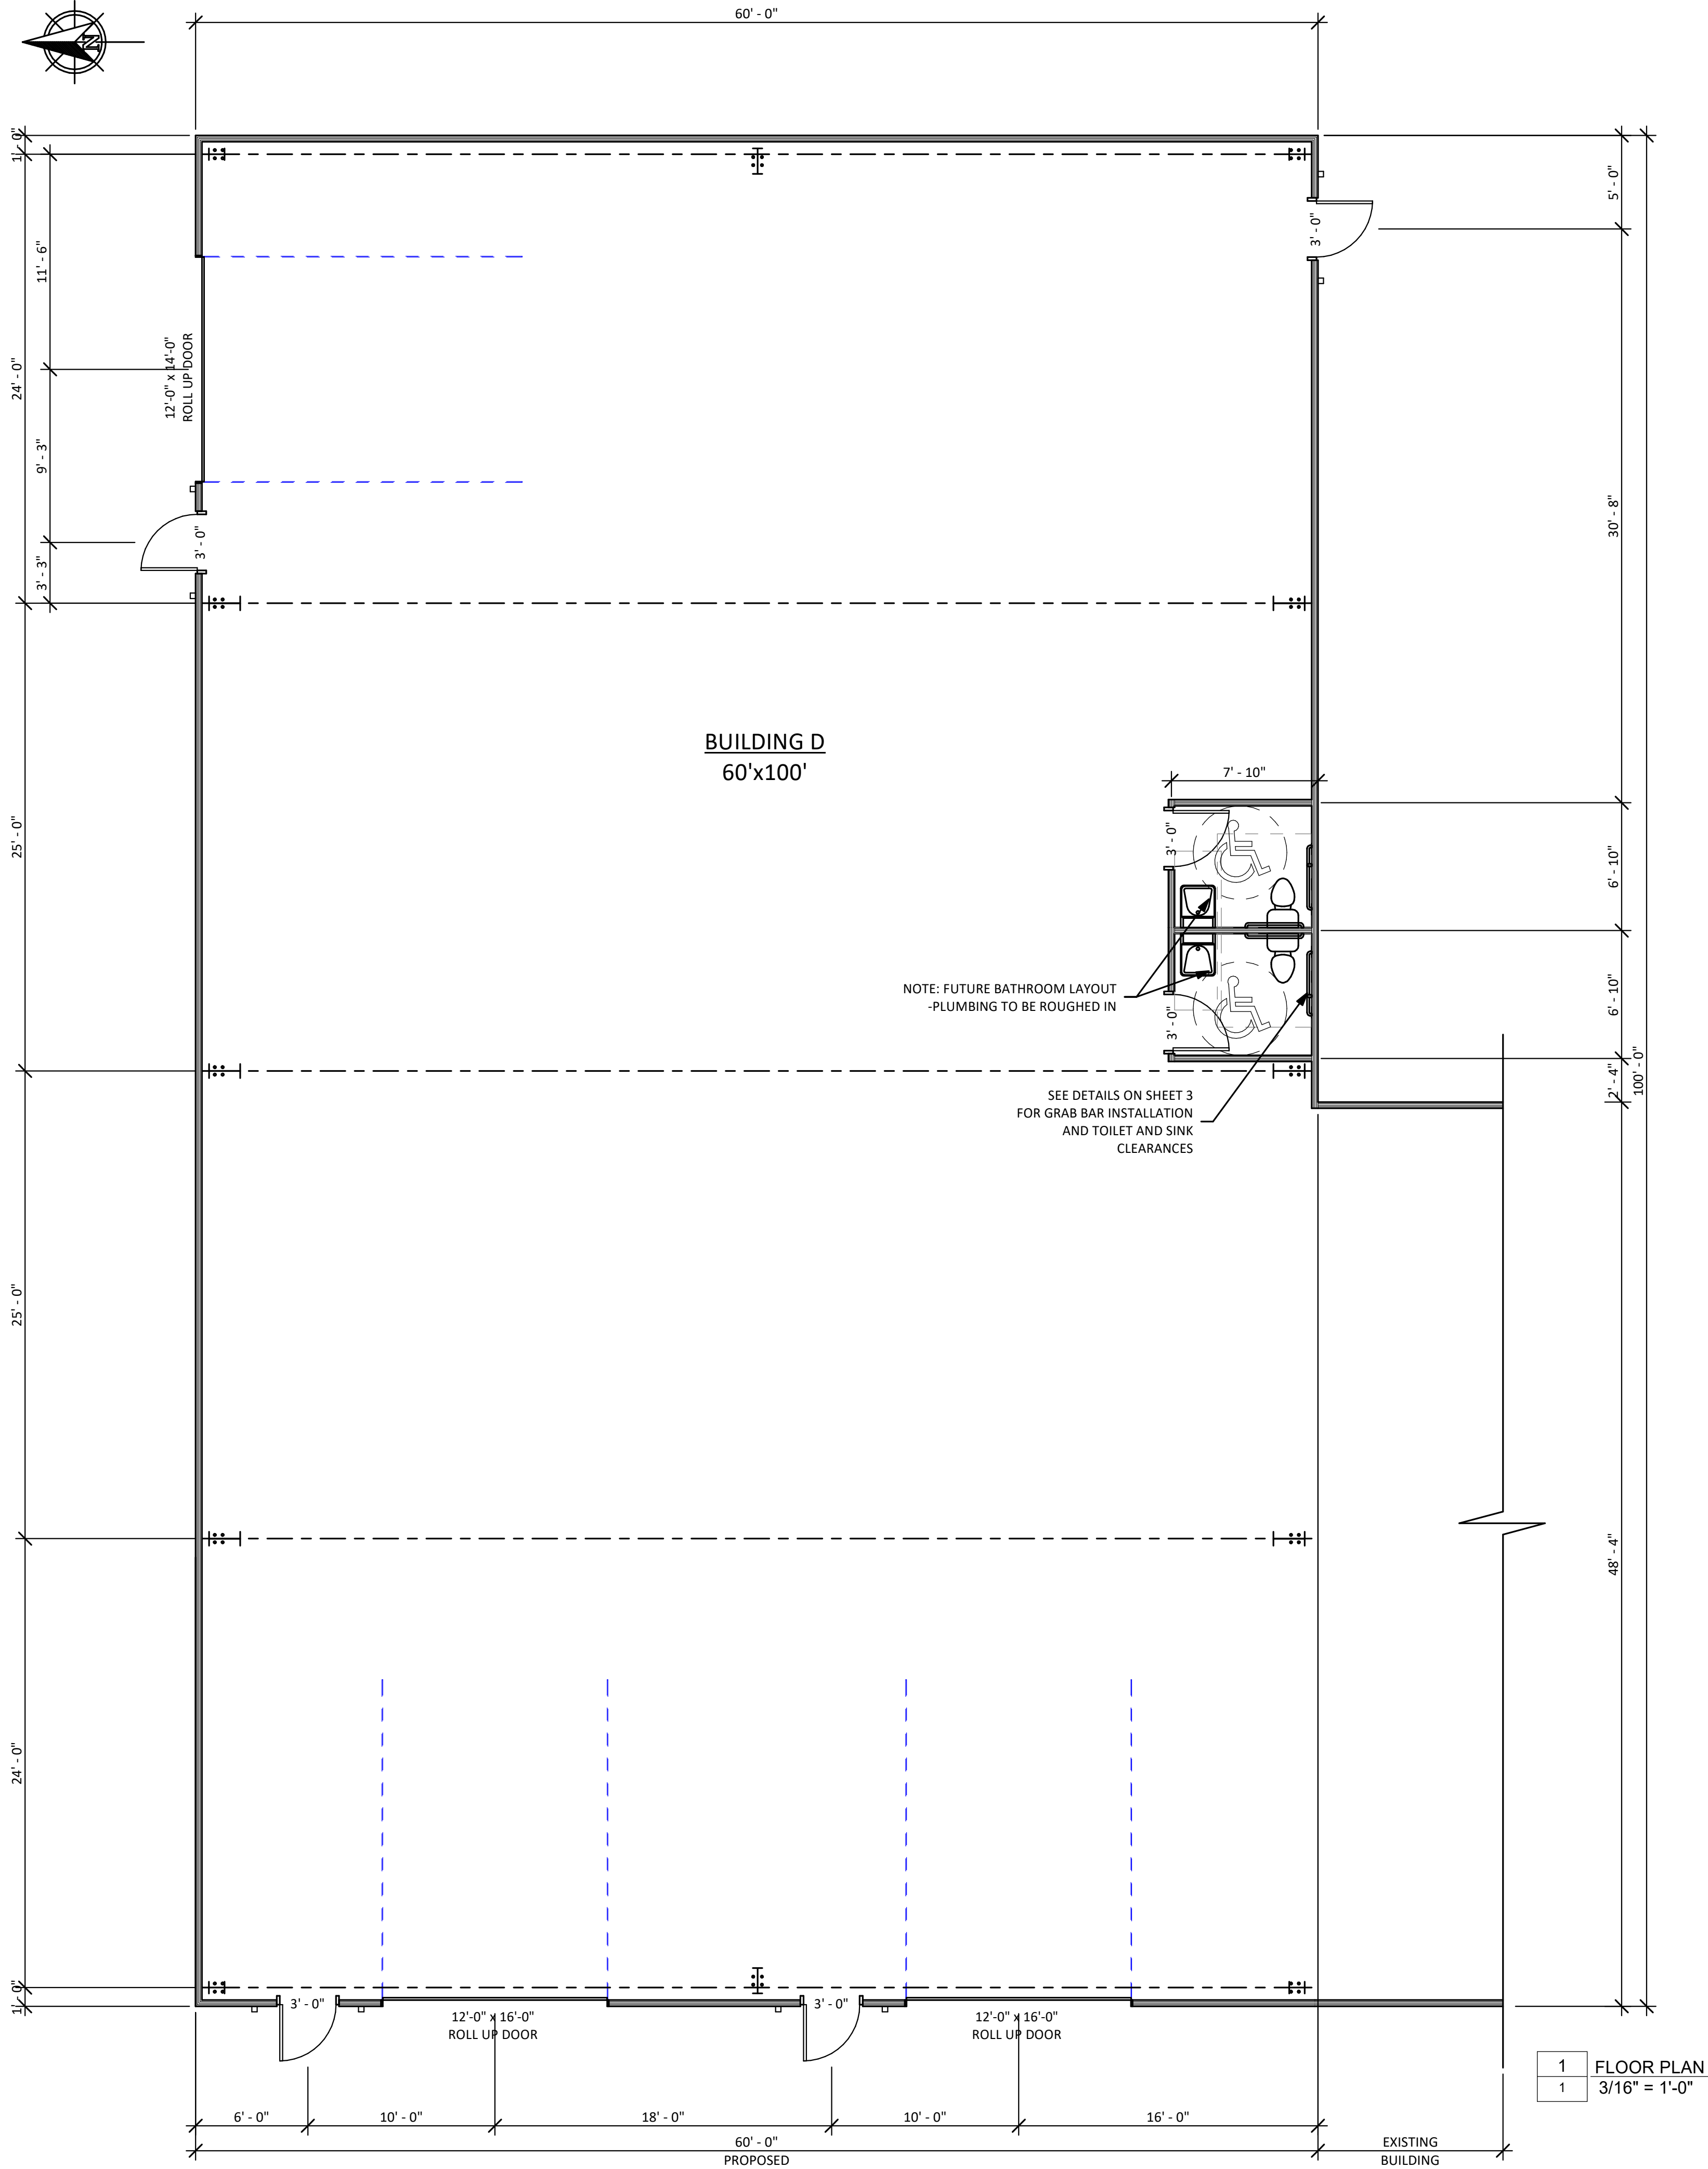 N
60' - 0"
1' - 0"
11' - 6"
24' - 0"
9' - 3"
3' - 3"
12'-0" x 14'-0"
ROLL UP DOOR
3' - 0"
3' - 0"
5' - 0"
30' - 8"
BUILDING D
60'x100'
7' - 10"
25' - 0"
3' - 0"
6' - 10"
NOTE: FUTURE BATHROOM LAYOUT
-PLUMBING TO BE ROUGHED IN
3' - 0"
6' - 10"
SEE DETAILS ON SHEET 3
FOR GRAB BAR INSTALLATION
AND TOILET AND SINK
CLEARANCES
2' - 4"
100' - 0"
25' - 0"
48' - 4"
24' - 0"
1' - 0"
3' - 0"
12'-0" x 16'-0"
ROLL UP DOOR
3' - 0"
12'-0" x 16'-0"
ROLL UP DOOR
1
FLOOR PLAN
1
3/16" = 1'-0"
6' - 0"
10' - 0"
18' - 0"
10' - 0"
16' - 0"
60' - 0"
PROPOSED
EXISTING
BUILDING